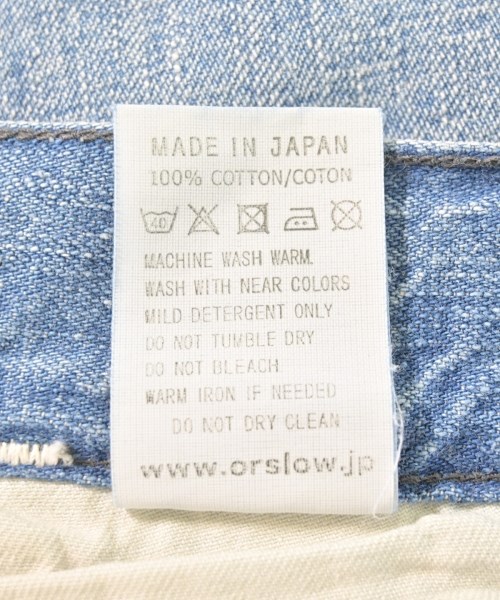 MADE IN JAPAN
100% COTTON/COTON
40
MACHINE WASH WARM.
WASH WITH NEAR COLORS
MILD DETERGENT ONLY
DO NOT TUMBLE DRY
DO NOT BLEACH
WARM IRON IF NEEDED
DO NOT DRY CLEAN
www.orslow.jp